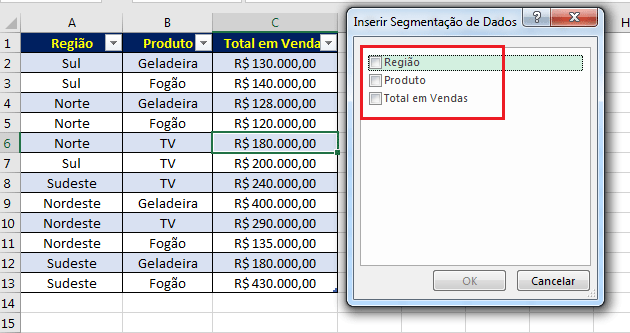 A B C H
1 Região Produto Total em Venda
2 Sul Geladeira R$ 130.000,00
3 Sul Fogão R$ 140.000,00
4 Norte Geladeira R$ 128.000,00
5 Norte Fogão R$ 120.000,00
6 Norte TV R$ 180.000,00
7 Sul TV R$ 200.000,00
8 Sudeste TV R$ 240.000,00
9 Nordeste Geladeira R$ 400.000,00
10 Nordeste TV R$ 290.000,00
11 Nordeste Fogão R$ 135.000,00
12 Sudeste Geladeira R$ 180.000,00
13 Sudeste Fogão R$ 430.000,00
14
15
Inserir Segmentação de Dados
Região
Produto
Total em Vendas
OK Cancelar